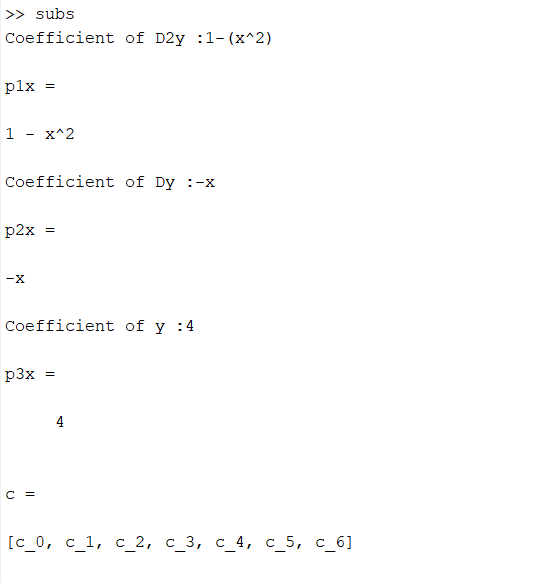 >> subs
Coefficient of D2y :1-(x^2)
p1x =
1 - x^2
Coefficient of Dy :-x
p2x =
-x
Coefficient of y :4
p3x =
4
c =
[c_0, c_1, c_2, c_3, c_4, c_5, c_6]